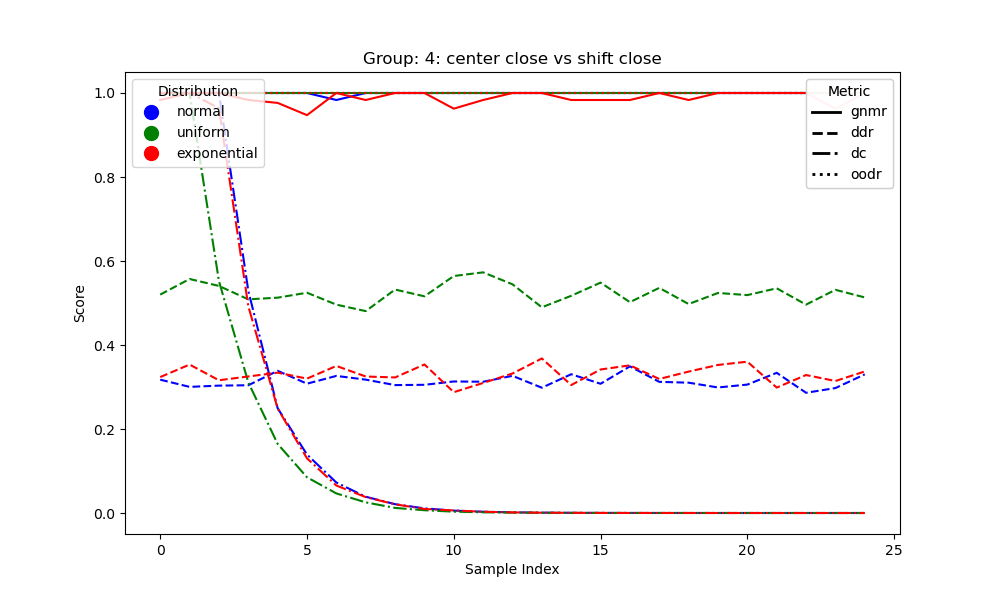 Group: 4: center close vs shift close
Distribution
normal
uniform
exponential
Metric
gnmr
ddr
dc
oodr
1.0
0.8
0.6
0.4
0.2
0.0
Score
0
5
10
15
20
25
Sample Index